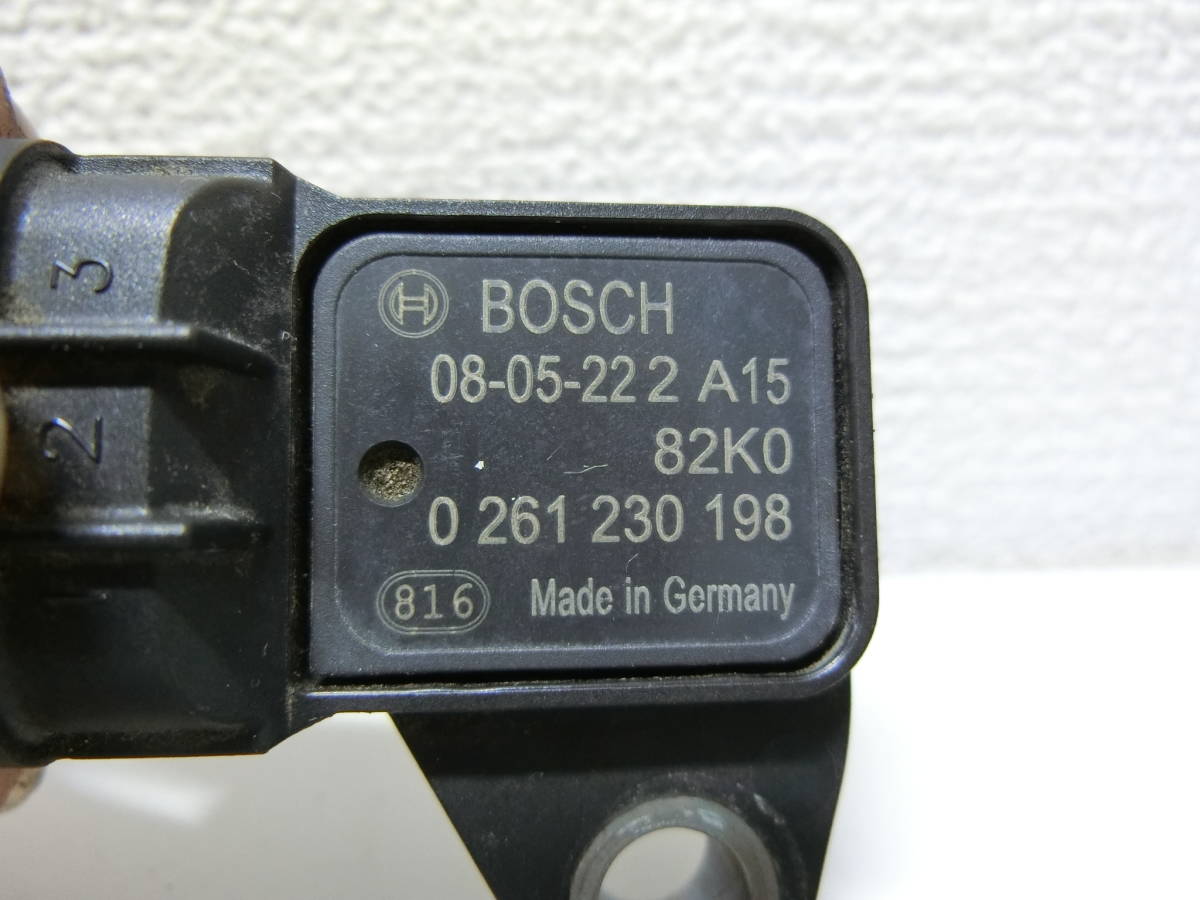 3
2
BOSCH
08-05-22 2 A15
82K0
0 261 230 198
816 Made in Germany